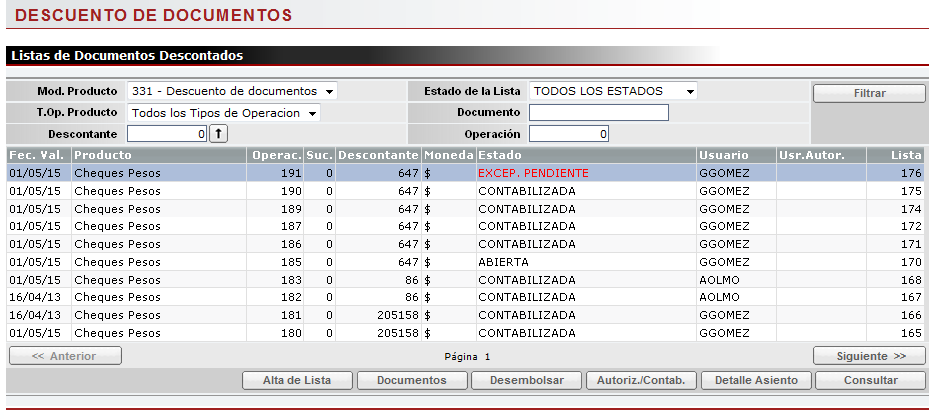 DESCUENTO DE DOCUMENTOS
Listas de Documentos Descontados
Mod. Producto 331 - Descuento de documentos Estado de la Lista TODOS LOS ESTADOS Filtrar
T.Op. Producto Todos los Tipos de Operacion Documento
Descontante 0 Operación 0
Fec. Val. Producto Operac. Suc. Descontante Moneda Estado Usuario Usr.Autor. Lista
01/05/15 Cheques Pesos 191 0 647 $ EXCEP. PENDIENTE GGOMEZ 176
01/05/15 Cheques Pesos 190 0 647 $ CONTABILIZADA GGOMEZ 175
01/05/15 Cheques Pesos 189 0 647 $ CONTABILIZADA GGOMEZ 174
01/05/15 Cheques Pesos 187 0 647 $ CONTABILIZADA GGOMEZ 172
01/05/15 Cheques Pesos 186 0 647 $ CONTABILIZADA GGOMEZ 171
01/05/15 Cheques Pesos 185 0 647 $ ABIERTA GGOMEZ 170
01/05/15 Cheques Pesos 183 0 86 $ CONTABILIZADA AOLMO 168
16/04/13 Cheques Pesos 182 0 86 $ CONTABILIZADA AOLMO 167
16/04/13 Cheques Pesos 181 0 205158 $ CONTABILIZADA GGOMEZ 166
01/05/15 Cheques Pesos 180 0 205158 $ CONTABILIZADA GGOMEZ 165
<< Anterior Página 1 Siguiente >>
Alta de Lista Documentos Desembolsar Autoriz./Contab. Detalle Asiento Consultar